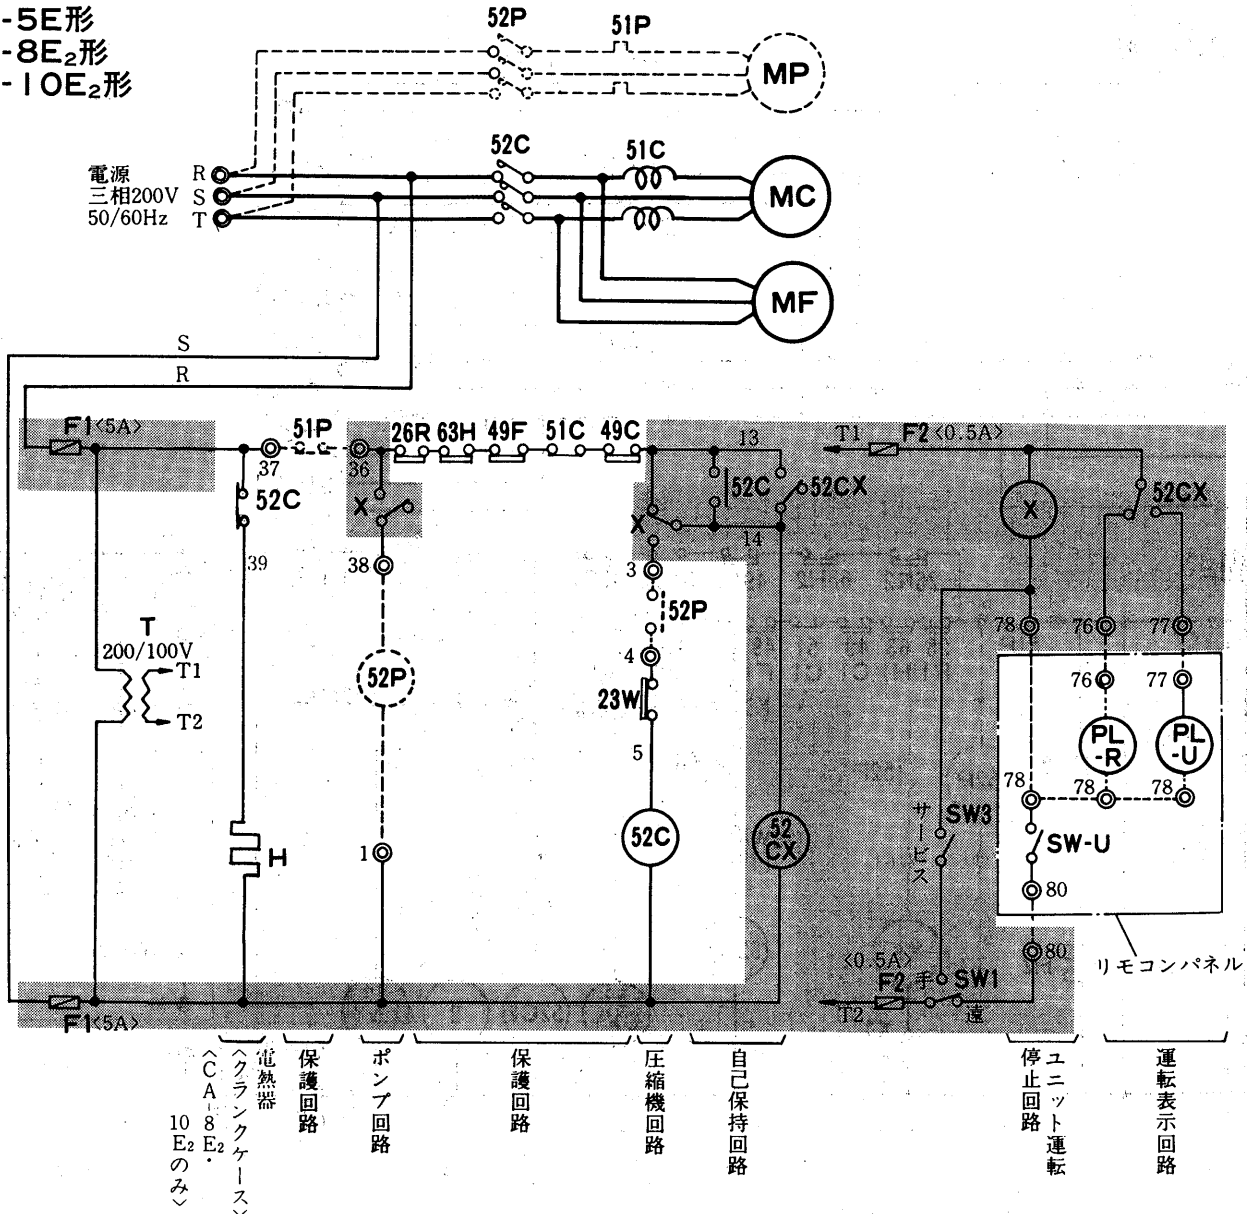 -5E形
-8E₂形
-10E₂形
52P
51P
MP
電源
三相200V
50/60Hz
R
S
T
52C
51C
MC
MF
S
R
F1<5A>
51P
37
36
26R
63H
49F
51C
49C
13
T1
F2<0.5A>
52C
X
52C
52CX
X
52CX
X
14
39
38
3
52P
78
76
77
T
200/100V
T1
T2
52P
4
23W
5
76
77
PL
-R
PL
-U
78
78
78
H
1
52C
52
CX
サービス
SW3
SW-U
80
80
リモコンパネル
<0.5A>
F2
手
SW1
T2
遠
F1<5A>
電熱器
<クランクケース>
<CA-8E₂・
10E₂のみ>
保護回路
ポンプ回路
保護回路
圧縮機回路
自己保持回路
ユニット運転
停止回路
運転表示回路